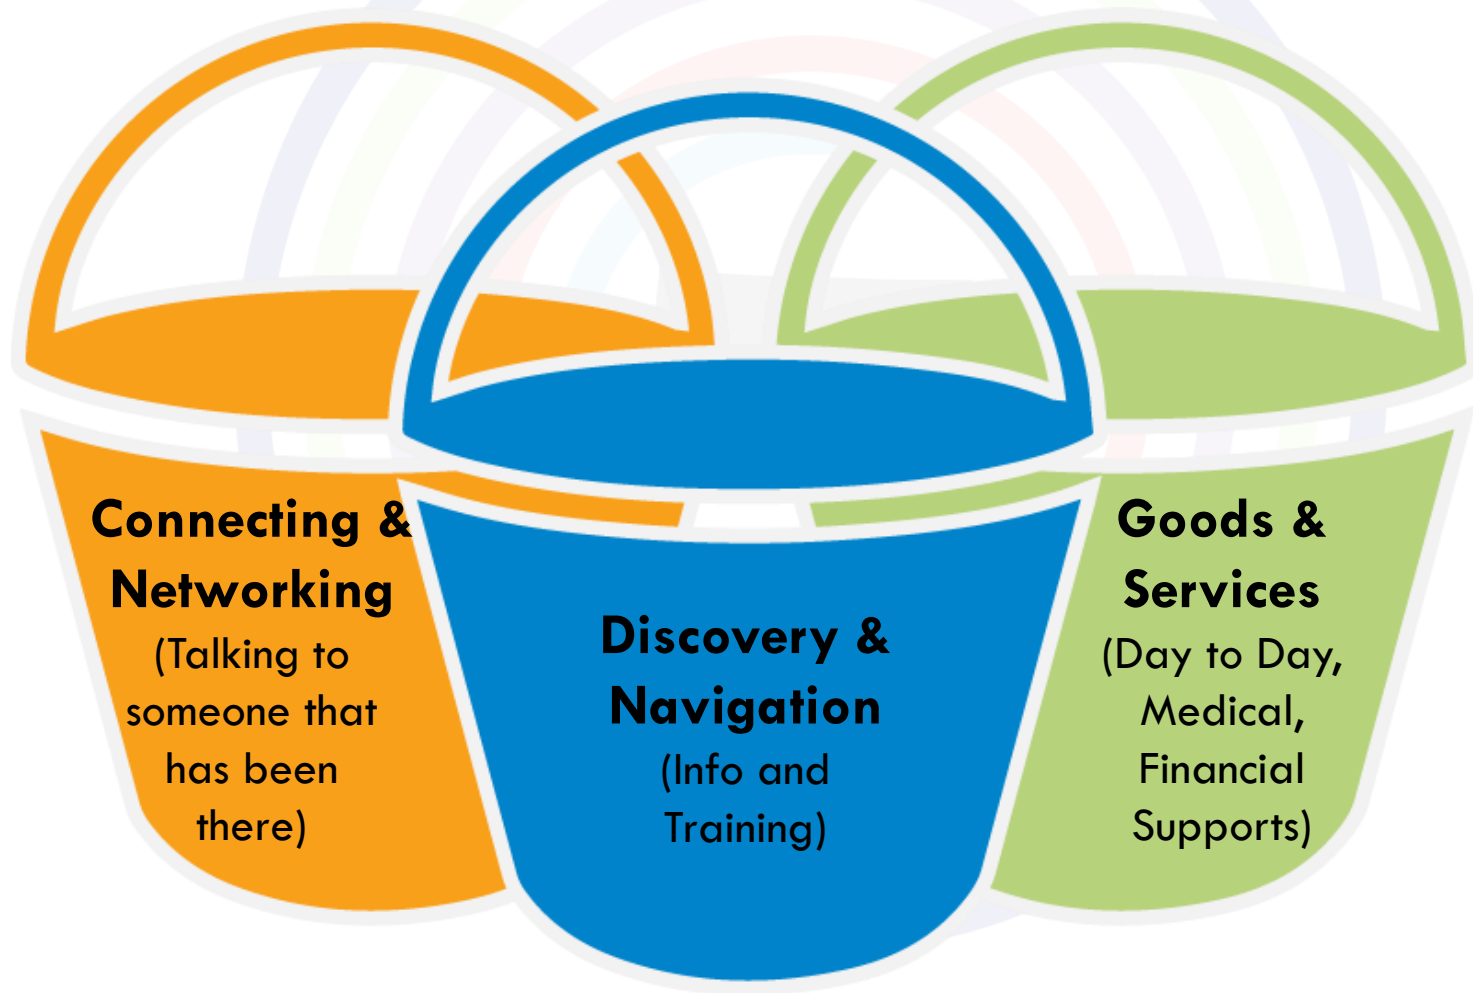 Connecting &
Networking
(Talking to
someone that
has been
there)
Discovery &
Navigation
(Info and
Training)
Goods &
Services
(Day to Day,
Medical,
Financial
Supports)